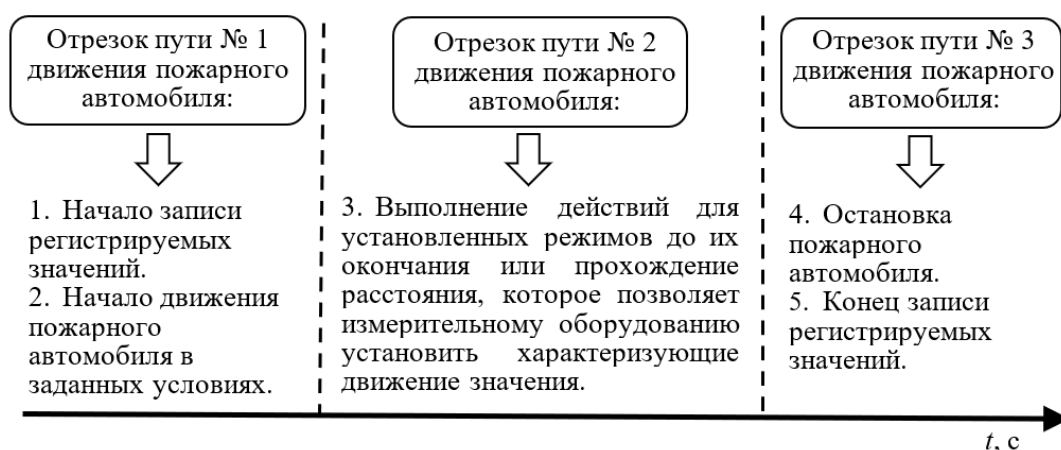 Отрезок пути № 1
движения пожарного
автомобиля:
Отрезок пути № 2
движения пожарного
автомобиля:
Отрезок пути № 3
движения пожарного
автомобиля:
1. Начало записи
регистрируемых
значений.
2. Начало движения
пожарного
автомобиля в
заданных условиях.
3. Выполнение действий для
установленных режимов до их
окончания или прохождение
расстояния, которое позволяет
измерительному оборудованию
установить характеризующие
движение значения.
4. Остановка
пожарного
автомобиля.
5. Конец записи
регистрируемых
значений.
t, с